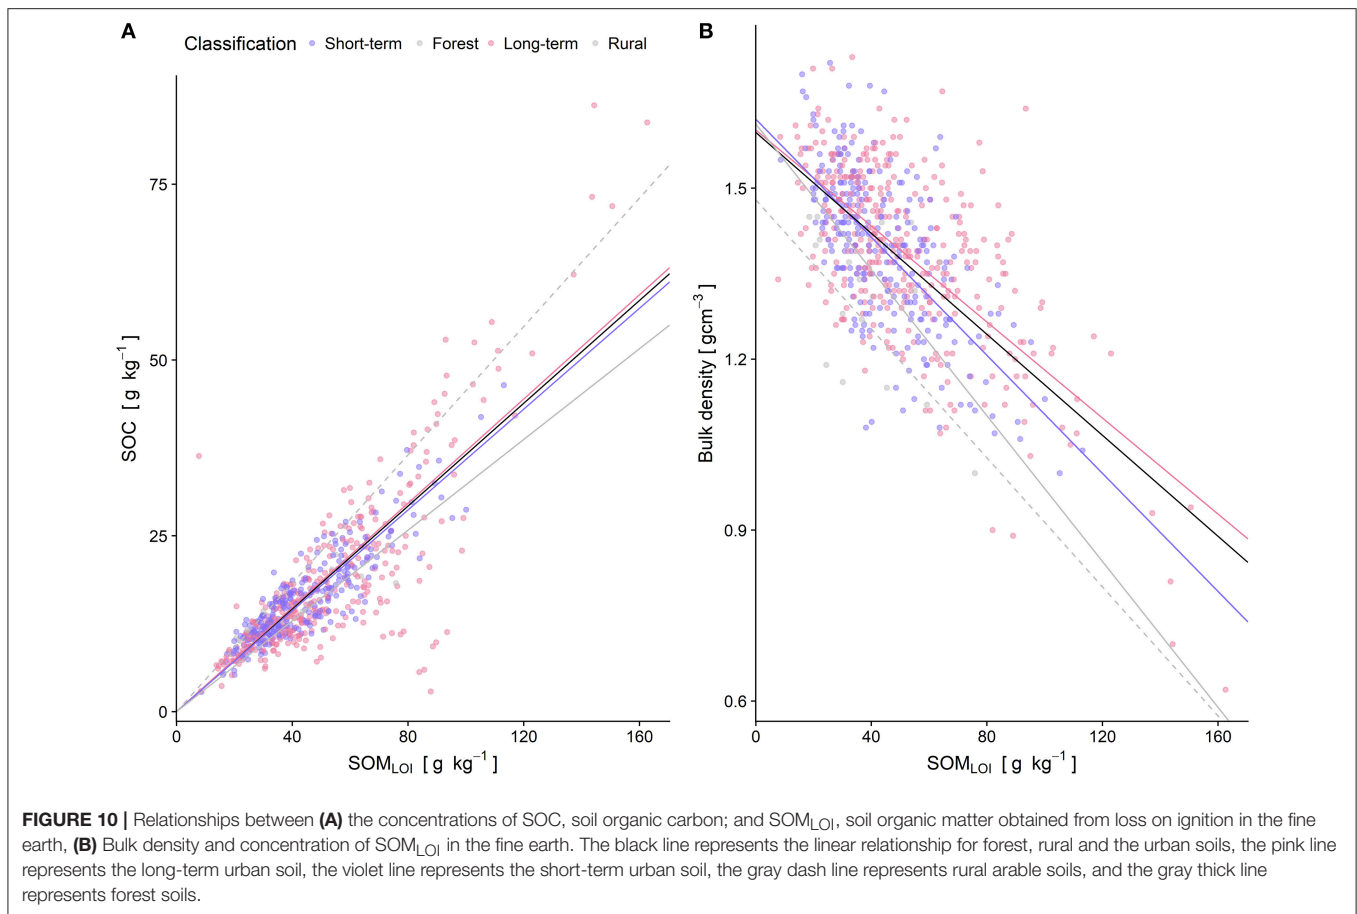 A
Classification Short-term Forest Long-term Rural
75
50
25
0
SOC [ g kg⁻¹ ]
0 40 80 120 160
SOM_LOI [ g kg⁻¹ ]
B
1.5
1.2
0.9
0.6
Bulk density [ gcm⁻³ ]
0 40 80 120 160
SOM_LOI [ g kg⁻¹ ]
FIGURE 10 | Relationships between (A) the concentrations of SOC, soil organic carbon; and SOM_LOI, soil organic matter obtained from loss on ignition in the fine
earth, (B) Bulk density and concentration of SOM_LOI in the fine earth. The black line represents the linear relationship for forest, rural and the urban soils, the pink line
represents the long-term urban soil, the violet line represents the short-term urban soil, the gray dash line represents rural arable soils, and the gray thick line
represents forest soils.